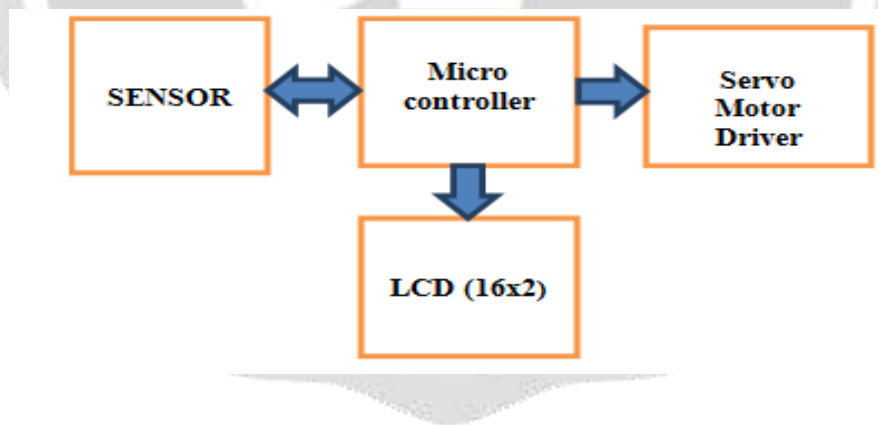 SENSOR
Micro
controller
Servo
Motor
Driver
LCD (16x2)